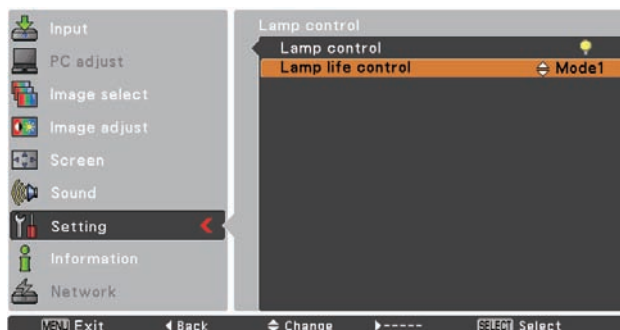 Input
PC adjust
Image select
Image adjust
Screen
Sound
Setting
Information
Network
Lamp control
Lamp control
Lamp life control Mode1
MENU Exit Back Change ----- SELECT Select